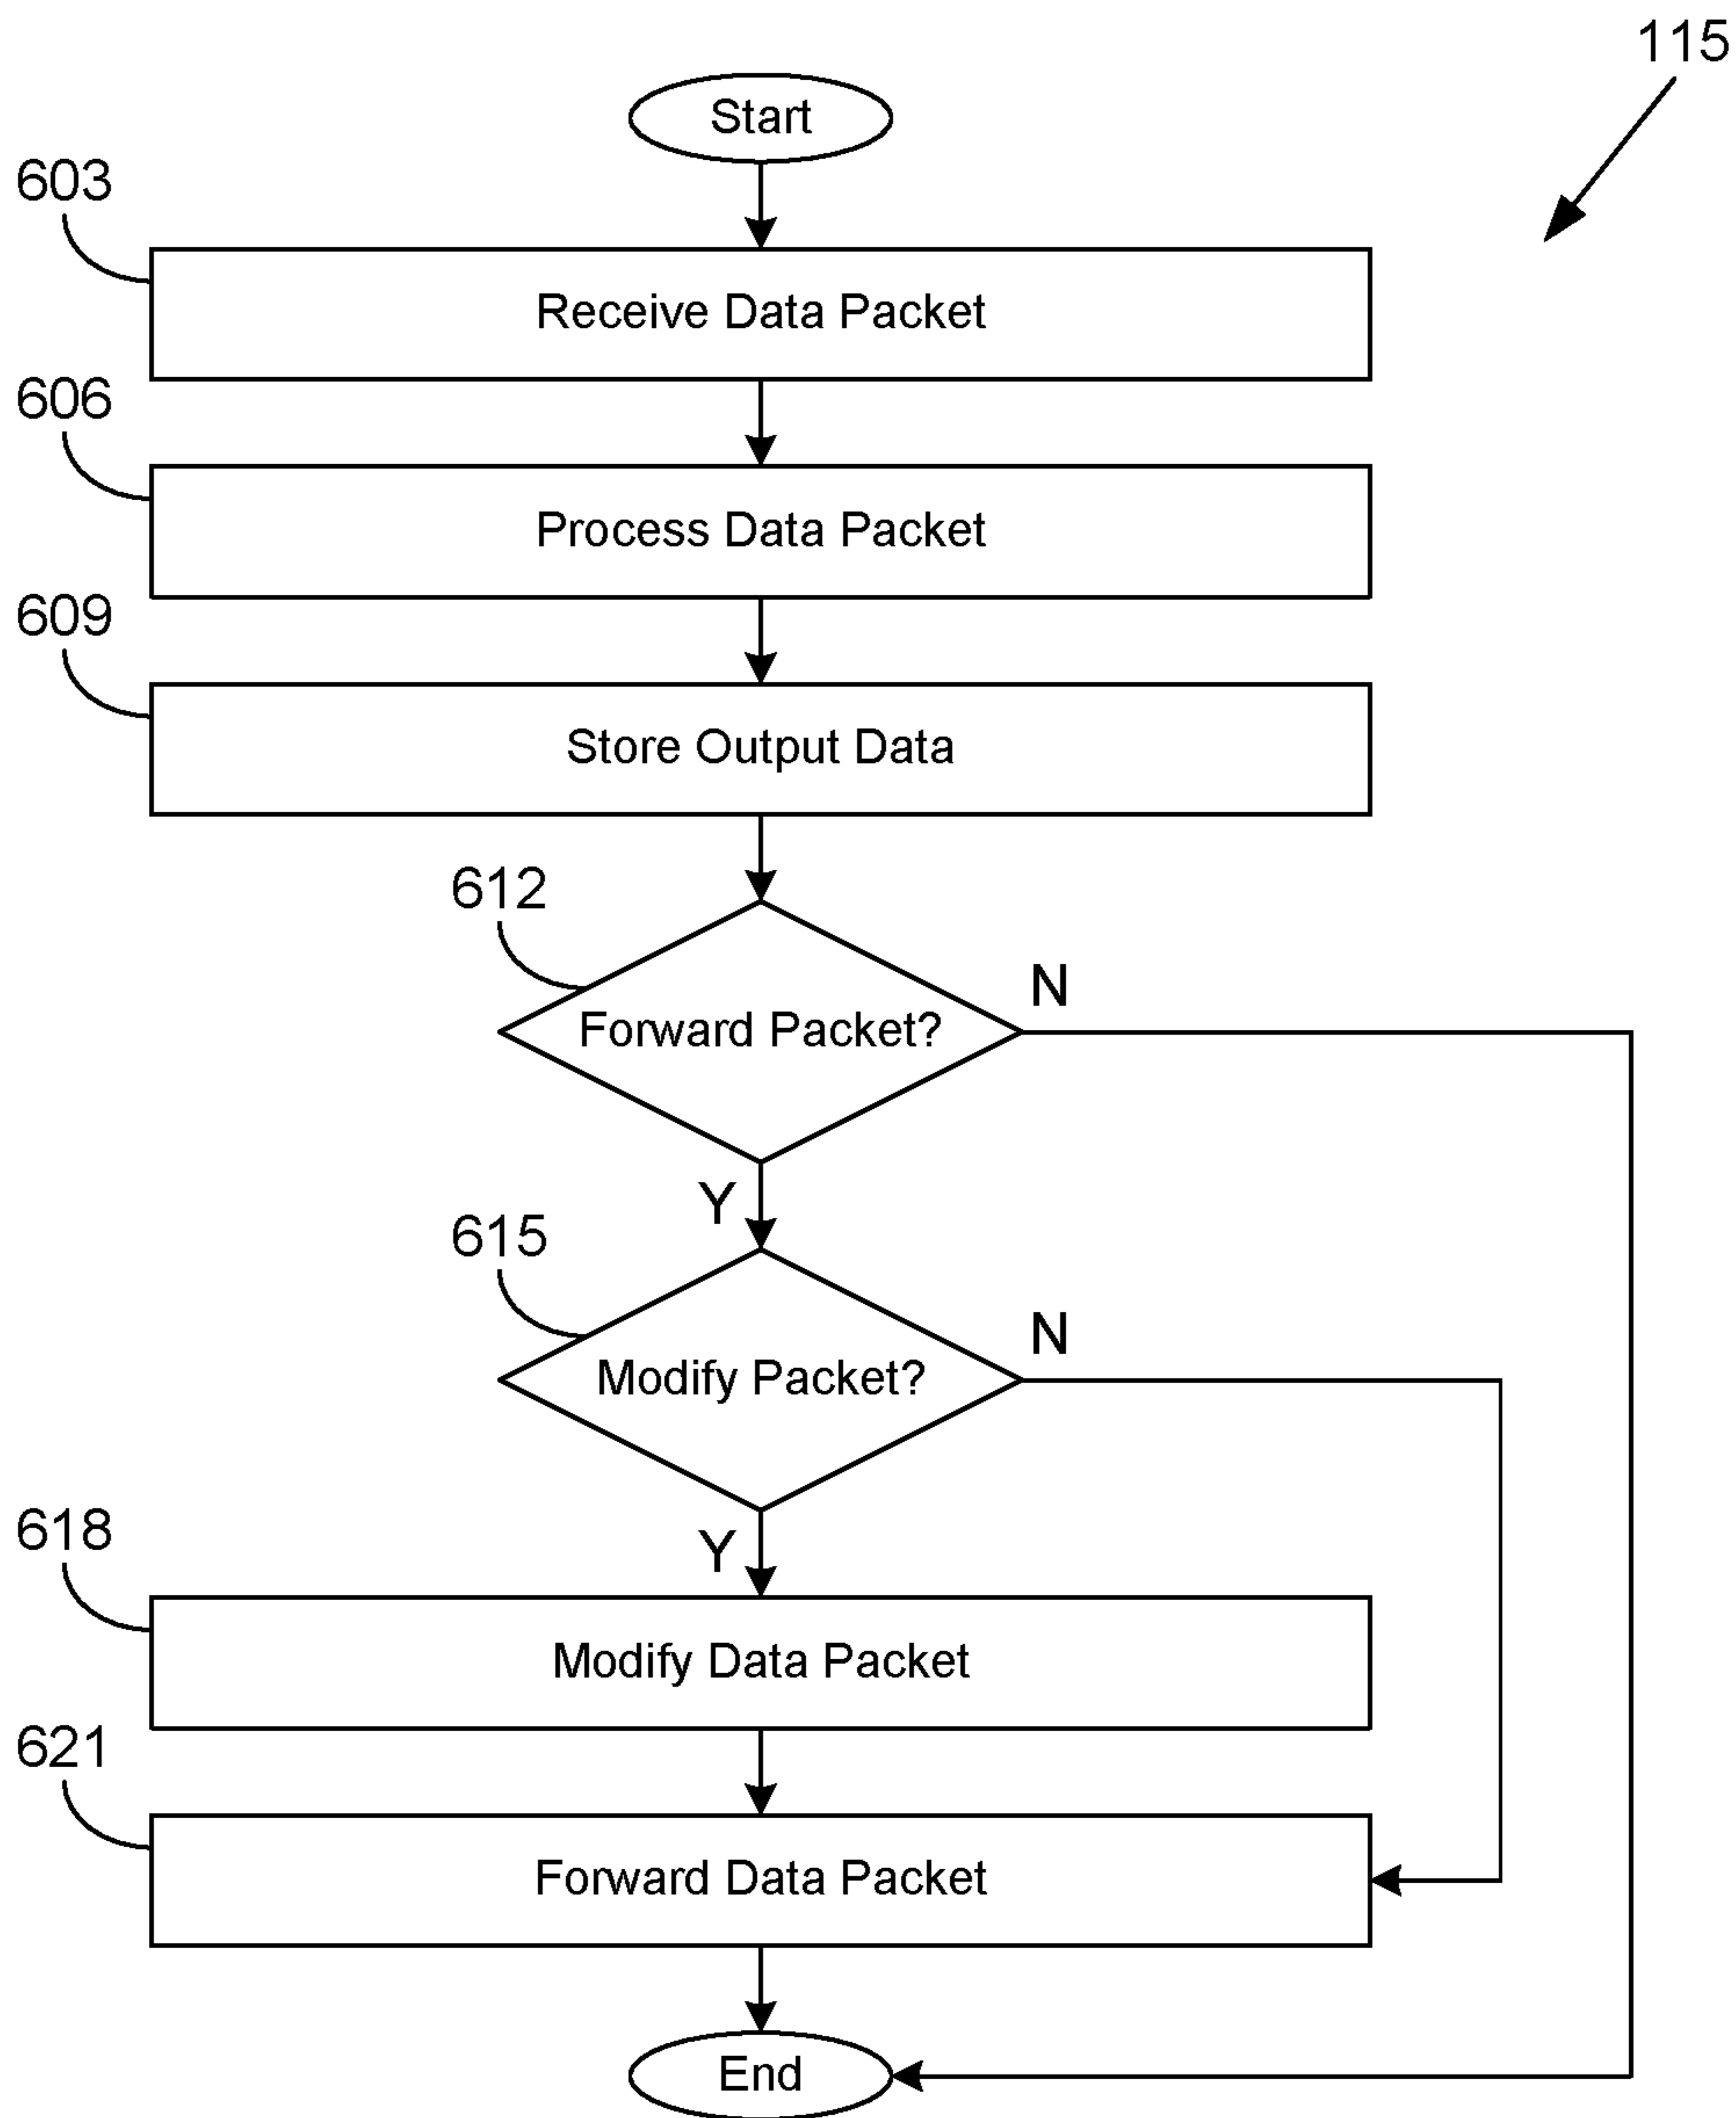 115
Start
603
Receive Data Packet
606
Process Data Packet
609
Store Output Data
612
Forward Packet?
N
Y
615
Modify Packet?
N
Y
618
Modify Data Packet
621
Forward Data Packet
End